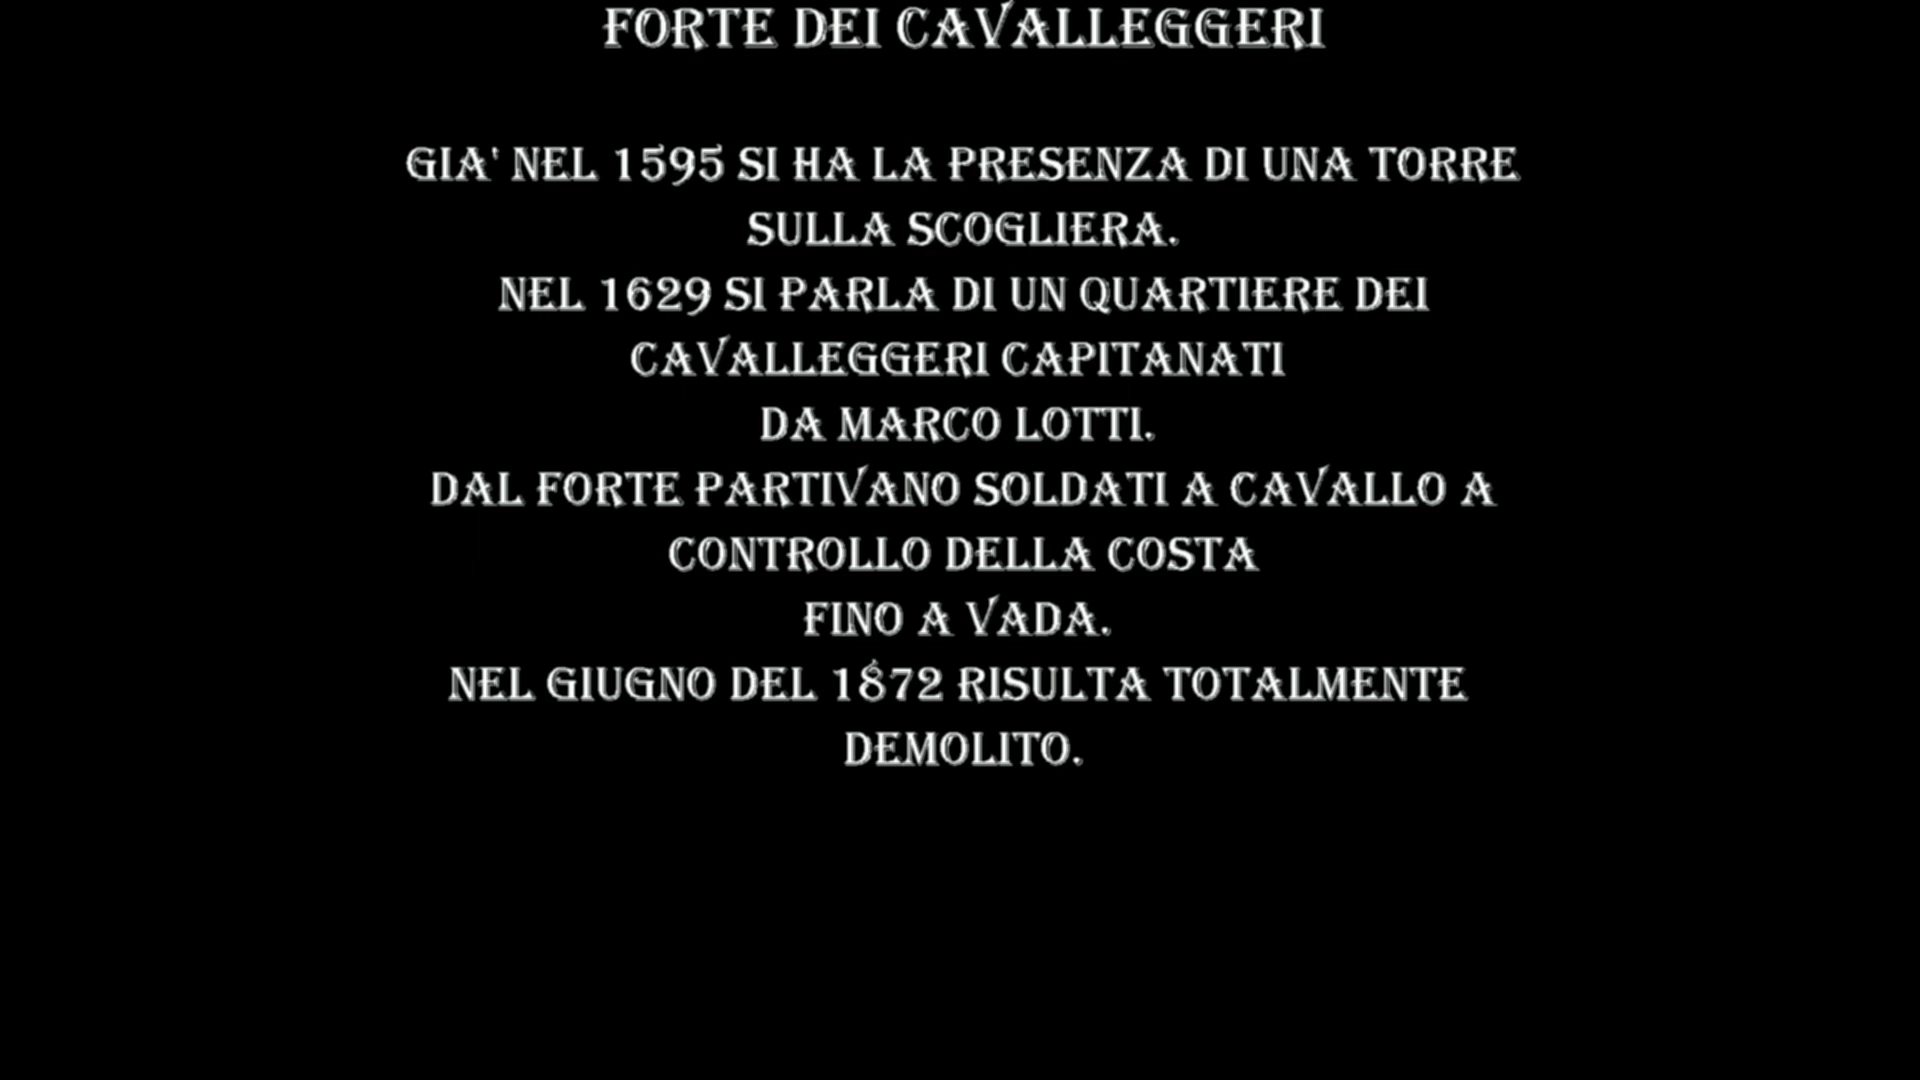 FORTE DEI CAVALLEGGERI
GIA' NEL 1595 SI HA LA PRESENZA DI UNA TORRE
SULLA SCOGLIERA.
NEL 1629 SI PARLA DI UN QUARTIERE DEI
CAVALLEGGERI CAPITANATI
DA MARCO LOTTI.
DAL FORTE PARTIVANO SOLDATI A CAVALLO A
CONTROLLO DELLA COSTA
FINO A VADA.
NEL GIUGNO DEL 1872 RISULTA TOTALMENTE
DEMOLITO.